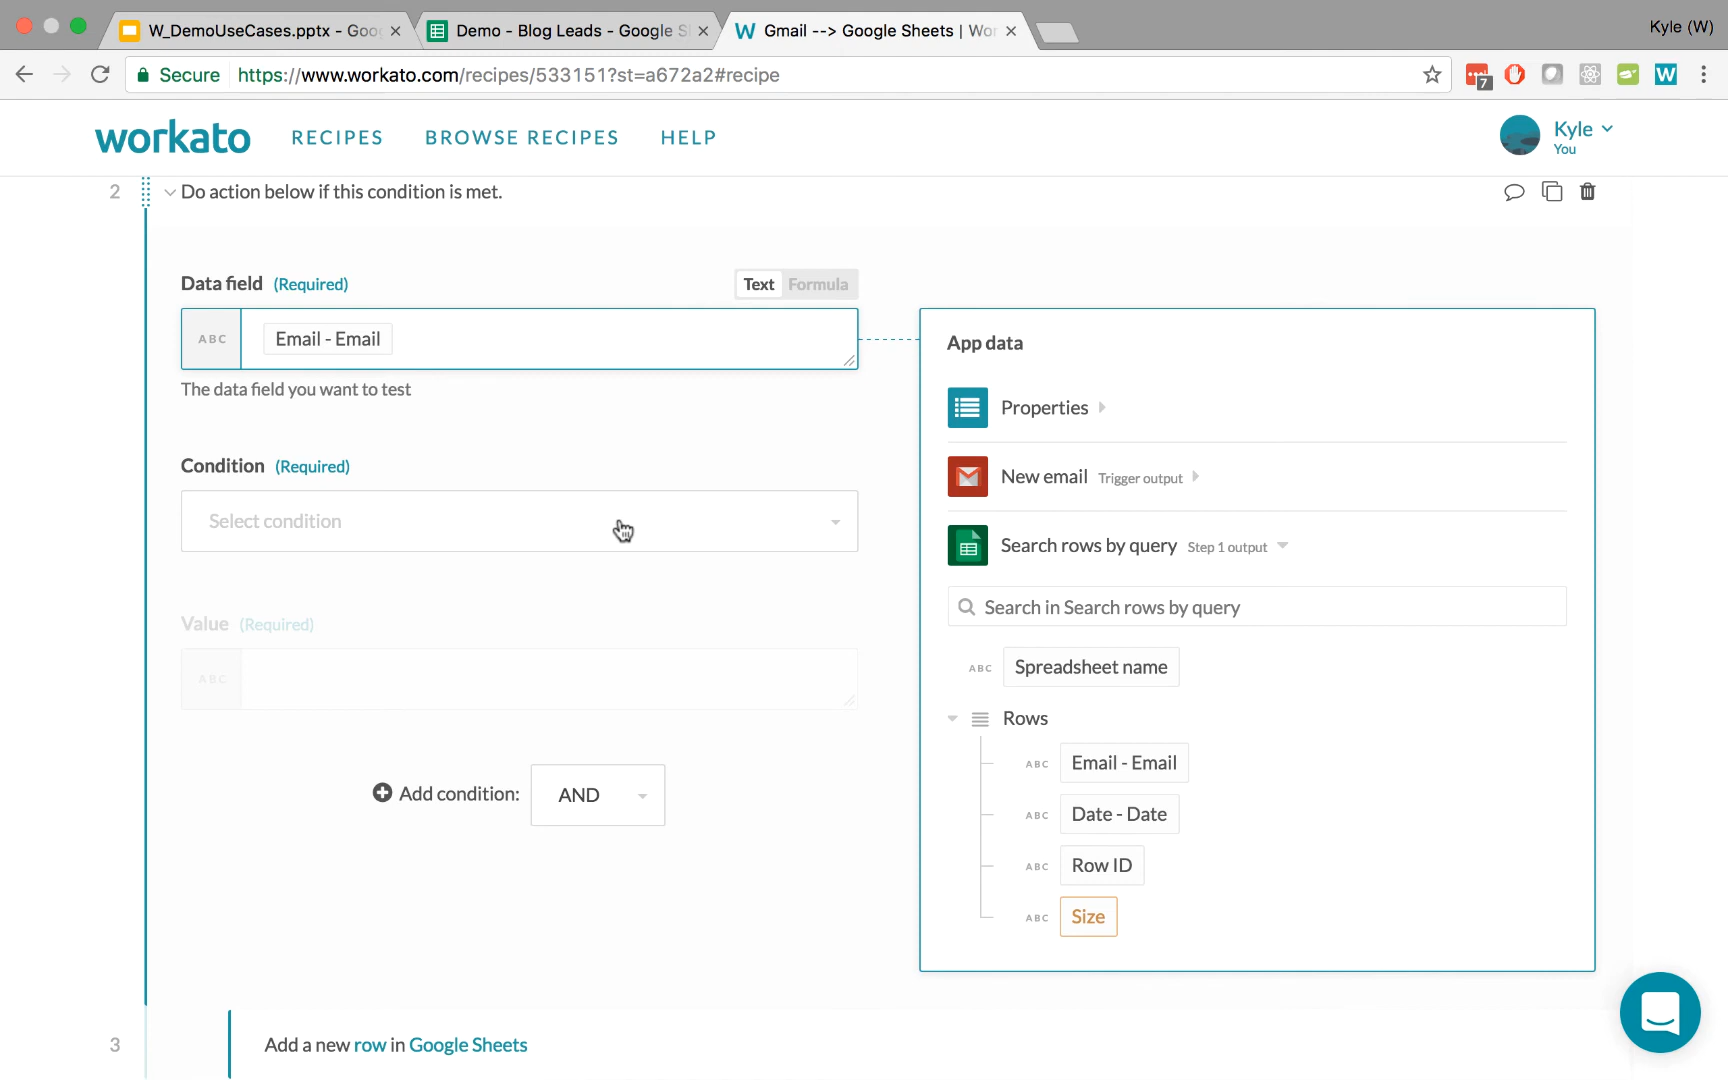 W_DemoUseCases.pptx - Goo
Demo - Blog Leads - Google S
W Gmail --> Google Sheets | Wor
Kyle (W)
Secure https://www.workato.com/recipes/533151?st=a672a2#recipe
7
W
workato
RECIPES
BROWSE RECIPES
HELP
Kyle
You
2
Do action below if this condition is met.
Data field (Required)
Text Formula
ABC
Email - Email
The data field you want to test
Condition (Required)
Select condition
Value (Required)
ABC
Add condition:
AND
App data
Properties
New email Trigger output
Search rows by query Step 1 output
Search in Search rows by query
ABC Spreadsheet name
Rows
ABC Email - Email
ABC Date - Date
ABC Row ID
ABC Size
3
Add a new row in Google Sheets